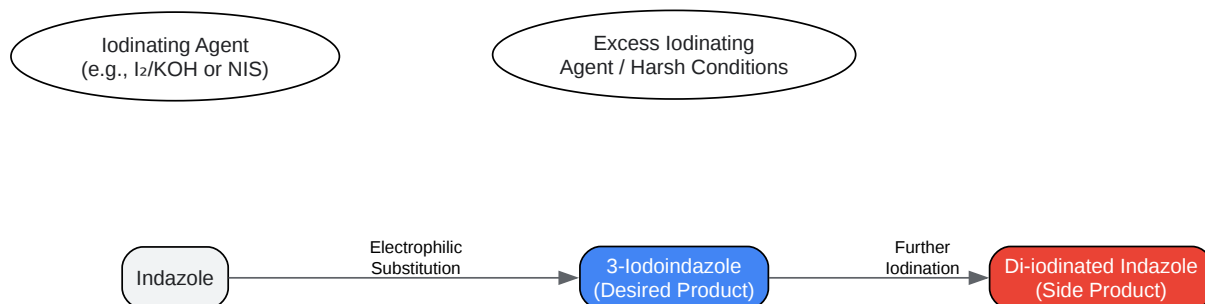 Iodinating Agent
(e.g., I₂/KOH or NIS)
Excess Iodinating
Agent / Harsh Conditions
Electrophilic
Substitution
Further
Iodination
Indazole
3-Iodoindazole
(Desired Product)
Di-iodinated Indazole
(Side Product)